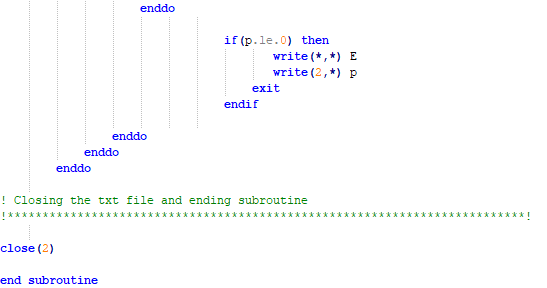 enddo
if(p.le.0) then
write(*,*) E
write(2,*) p
exit
endif
enddo
enddo
enddo
! Closing the txt file and ending subroutine
!**************************************************************************!
close(2)
end subroutine